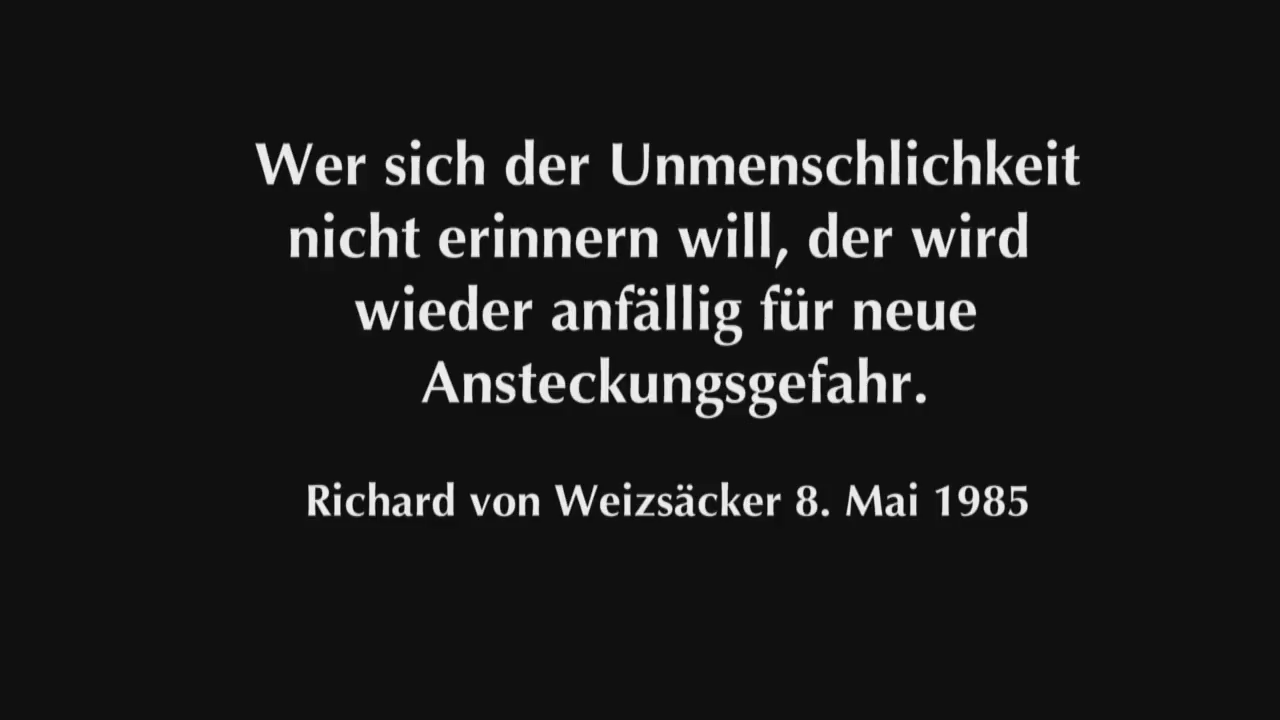 Wer sich der Unmenschlichkeit
nicht erinnern will, der wird
wieder anfällig für neue
Ansteckungsgefahr.
Richard von Weizsäcker 8. Mai 1985